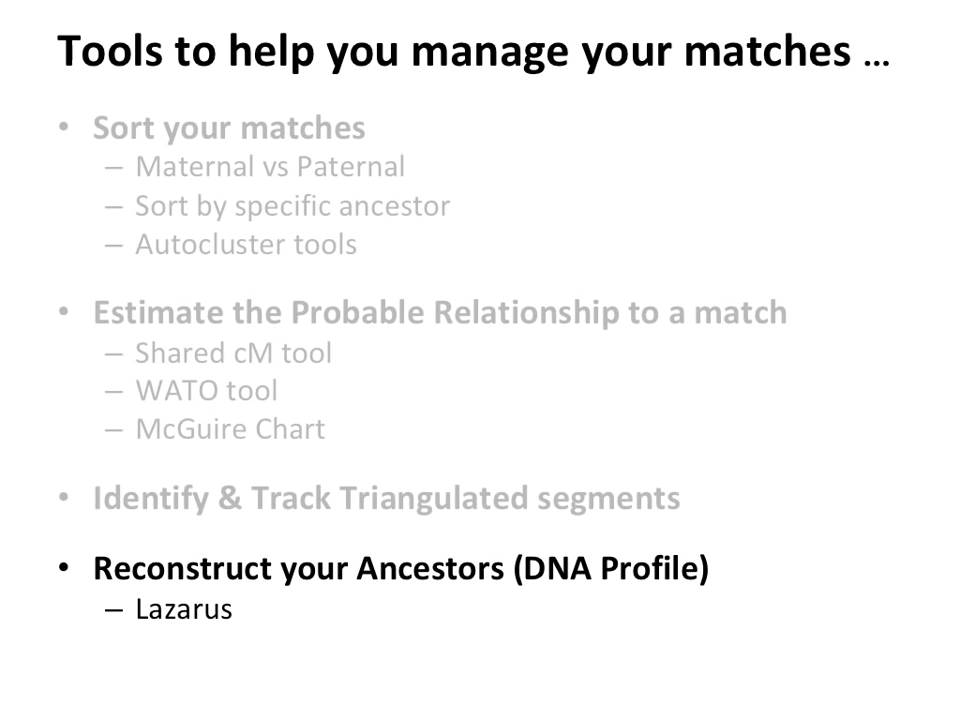 Tools to help you manage your matches …
• Sort your matches
– Maternal vs Paternal
– Sort by specific ancestor
– Autocluster tools
• Estimate the Probable Relationship to a match
– Shared cM tool
– WATO tool
– McGuire Chart
• Identify & Track Triangulated segments
• Reconstruct your Ancestors (DNA Profile)
– Lazarus